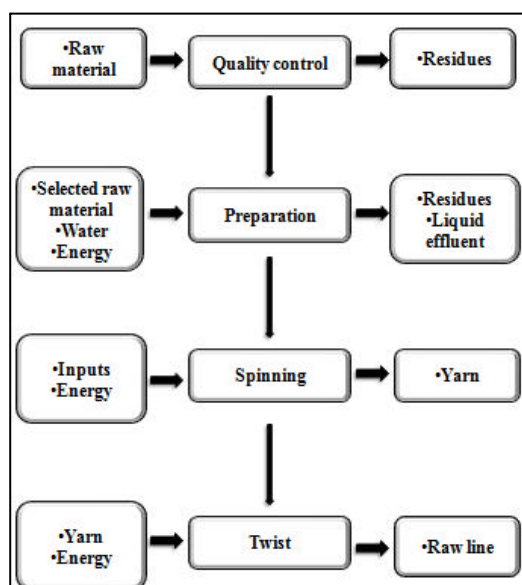 •Raw
material
Quality control
•Residues
•Selected raw
material
•Water
•Energy
Preparation
•Residues
•Liquid
effluent
•Inputs
•Energy
Spinning
•Yarn
•Yarn
•Energy
Twist
•Raw line